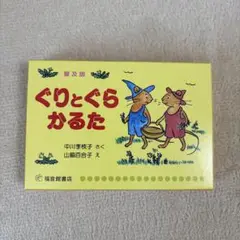 普及版
ぐりとぐら
かるた
中川李枝子 さく
山脇百合子 え
福音館書店